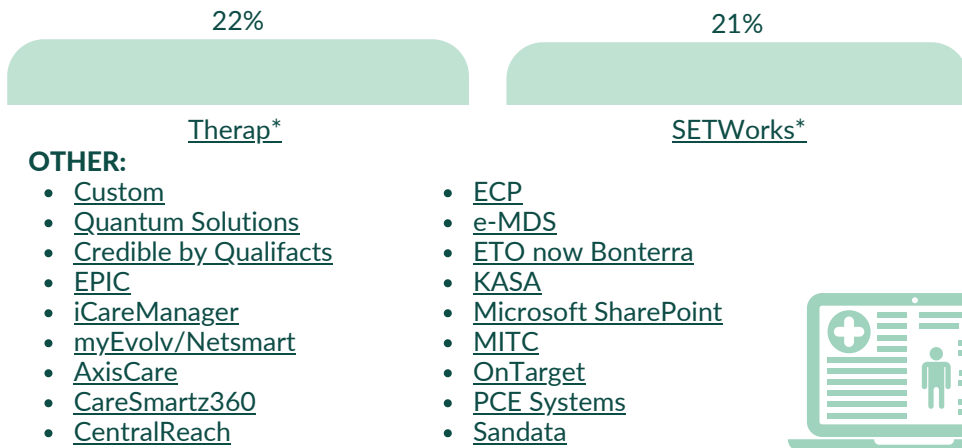 22%
21%
Therap*
SETWorks*
OTHER:
• Custom
• Quantum Solutions
• Credible by Qualifacts
• EPIC
• iCareManager
• myEvolv/Netsmart
• AxisCare
• CareSmartz360
• CentralReach
• ECP
• e-MDS
• ETO now Bonterra
• KASA
• Microsoft SharePoint
• MITC
• OnTarget
• PCE Systems
• Sandata